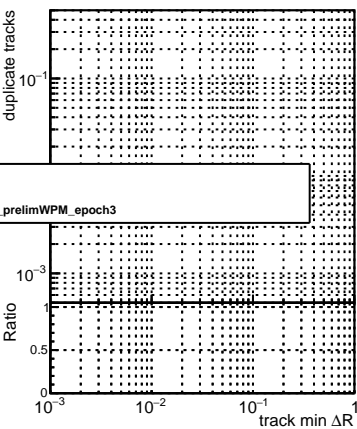 duplicate tracks
10⁻¹
_prelimWPM_epoch3
10⁻³
Ratio
1
0.5
0
10⁻³ 10⁻² 10⁻¹ 1
track min ΔR